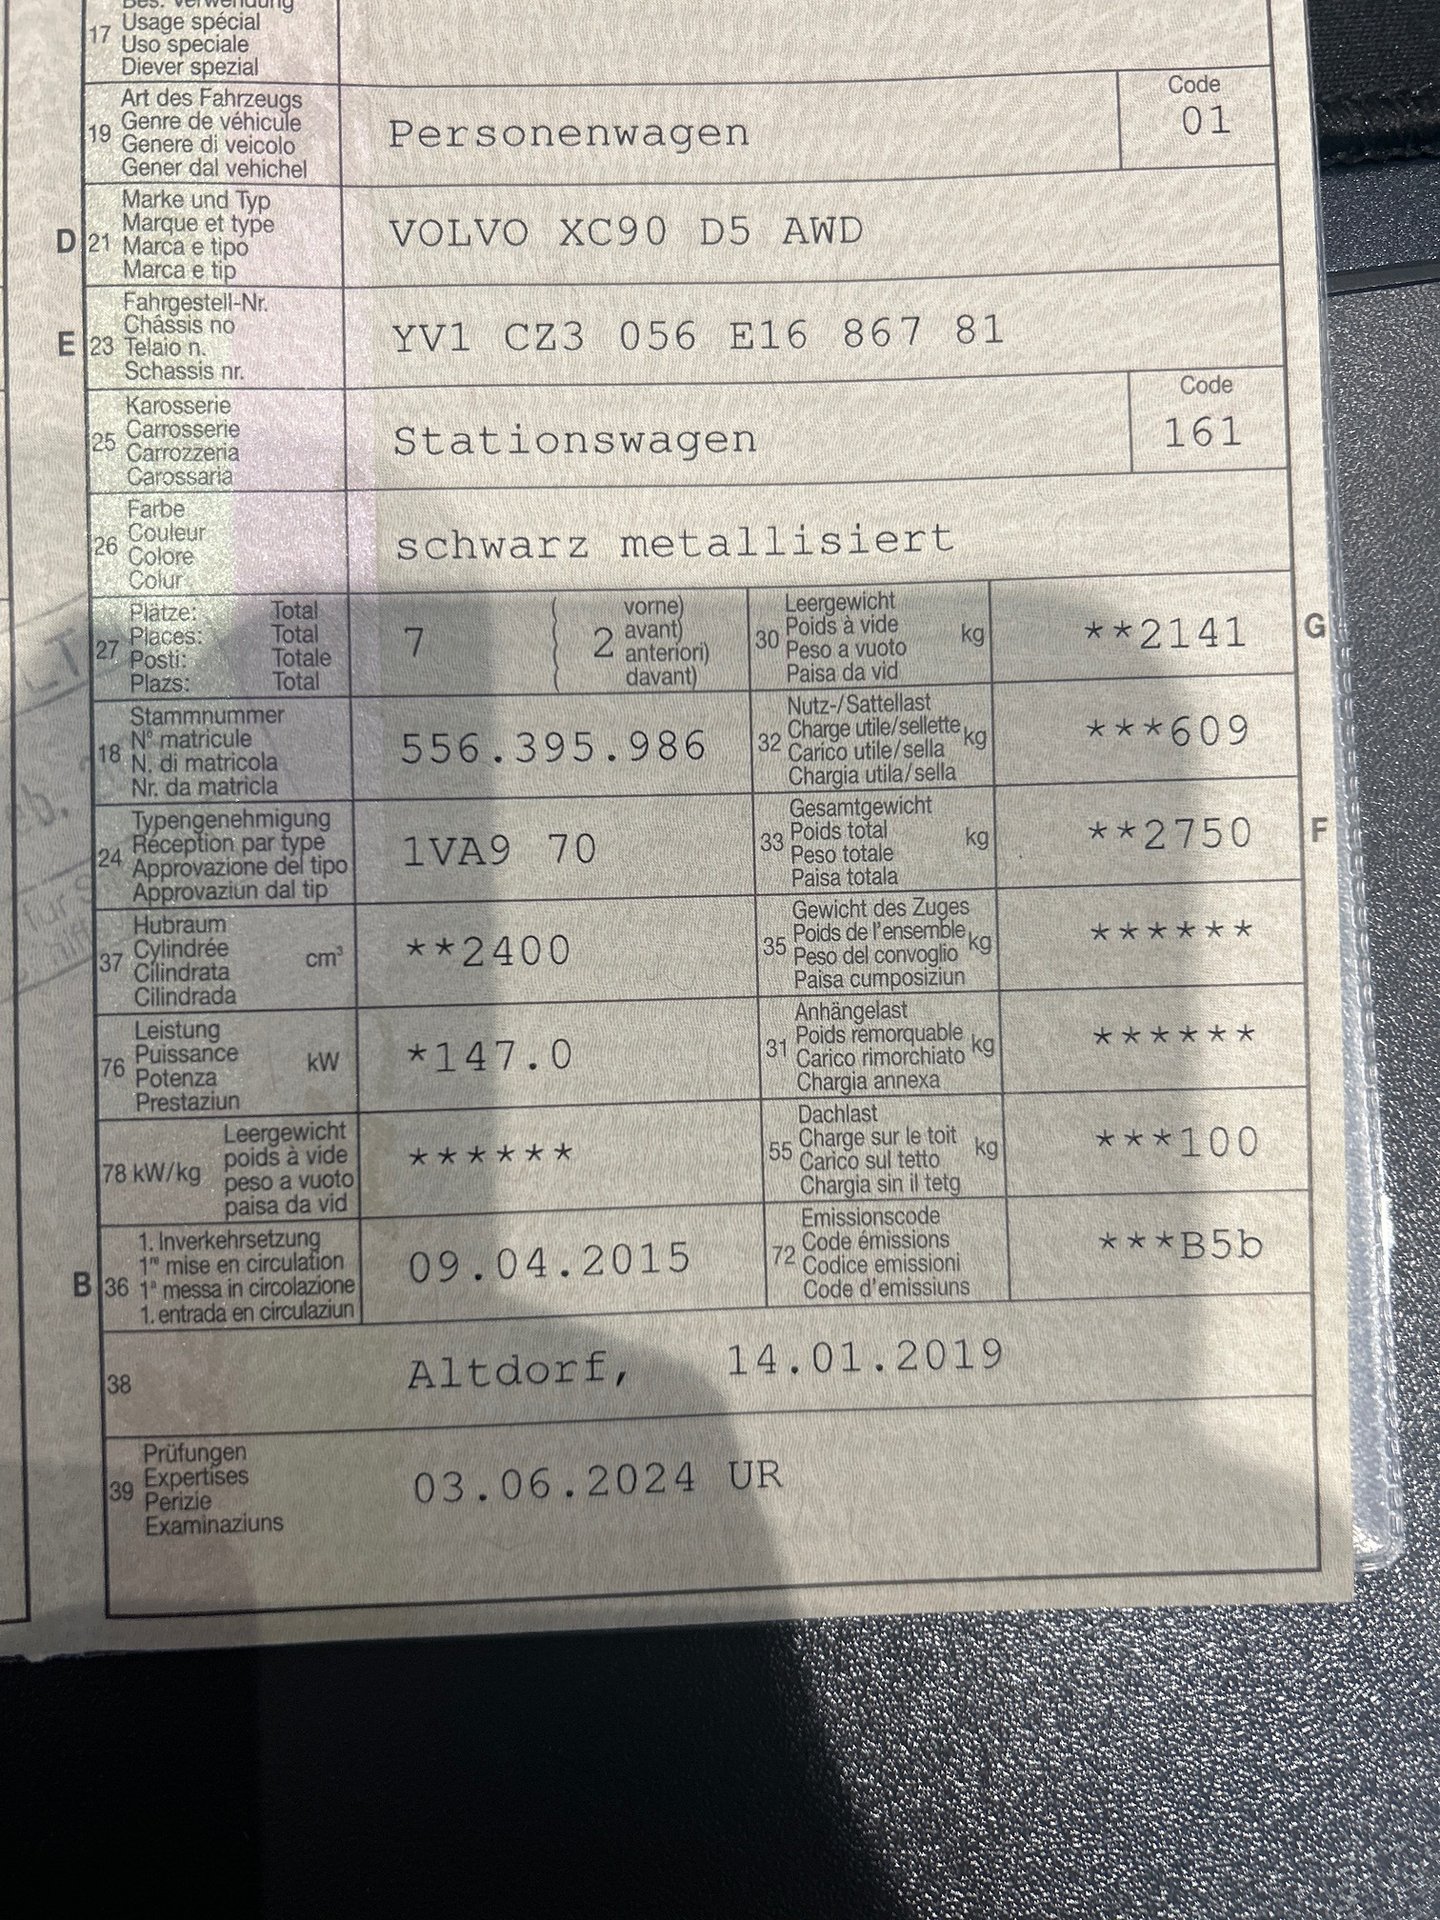 Bes. Verwendung
17 Usage spécial
Uso speciale
Diever spezial
Art des Fahrzeugs
19 Genre de véhicule
Genere di veicolo
Gener dal vehichel
Personenwagen
Code
01
Marke und Typ
D 21 Marque et type
Marca e tipo
Marca e tip
VOLVO XC90 D5 AWD
Fahrgestell-Nr.
E 23 Châssis no
Telaio n.
Schassis nr.
YV1 CZ3 056 E16 867 81
Karosserie
25 Carrosserie
Carrozzeria
Carossaria
Stationswagen
Code
161
Farbe
26 Couleur
Colore
Colur
schwarz metallisiert
27 Plätze: Total
Places: Total
Posti: Totale
Plazs: Total
7
2 vorne)
avant)
anteriori)
davant)
30 Leergewicht
Poids à vide kg
Peso a vuoto
Paisa da vid
**2141
G
18 Stammnummer
N° matricule
N. di matricola
Nr. da matricla
556.395.986
32 Nutz-/Sattellast
Charge utile/sellette kg
Carico utile/sella
Chargia utila/sella
***609
24 Typengenehmigung
Réception par type
Approvazione del tipo
Approvaziun dal tip
1VA9 70
33 Gesamtgewicht
Poids total kg
Peso totale
Paisa totala
**2750
F
37 Hubraum
Cylindrée cm³
Cilindrata
Cilindrada
**2400
35 Gewicht des Zuges
Poids de l'ensemble kg
Peso del convoglio
Paisa cumposiziun
******
76 Leistung
Puissance kW
Potenza
Prestaziun
*147.0
31 Anhängelast
Poids remorquable kg
Carico rimorchiato
Chargia annexa
******
78 kW/kg Leergewicht
poids à vide
peso a vuoto
paisa da vid
******
55 Dachlast
Charge sur le toit kg
Carico sul tetto
Chargia sin il tetg
***100
B 36 1. Inverkehrsetzung
1re mise en circulation
1a messa in circolazione
1. entrada en circulaziun
09.04.2015
72 Emissionscode
Code émissions
Codice emissioni
Code d'emissiuns
***B5b
38 Altdorf, 14.01.2019
39 Prüfungen
Expertises
Perizie
Examinaziuns
03.06.2024 UR